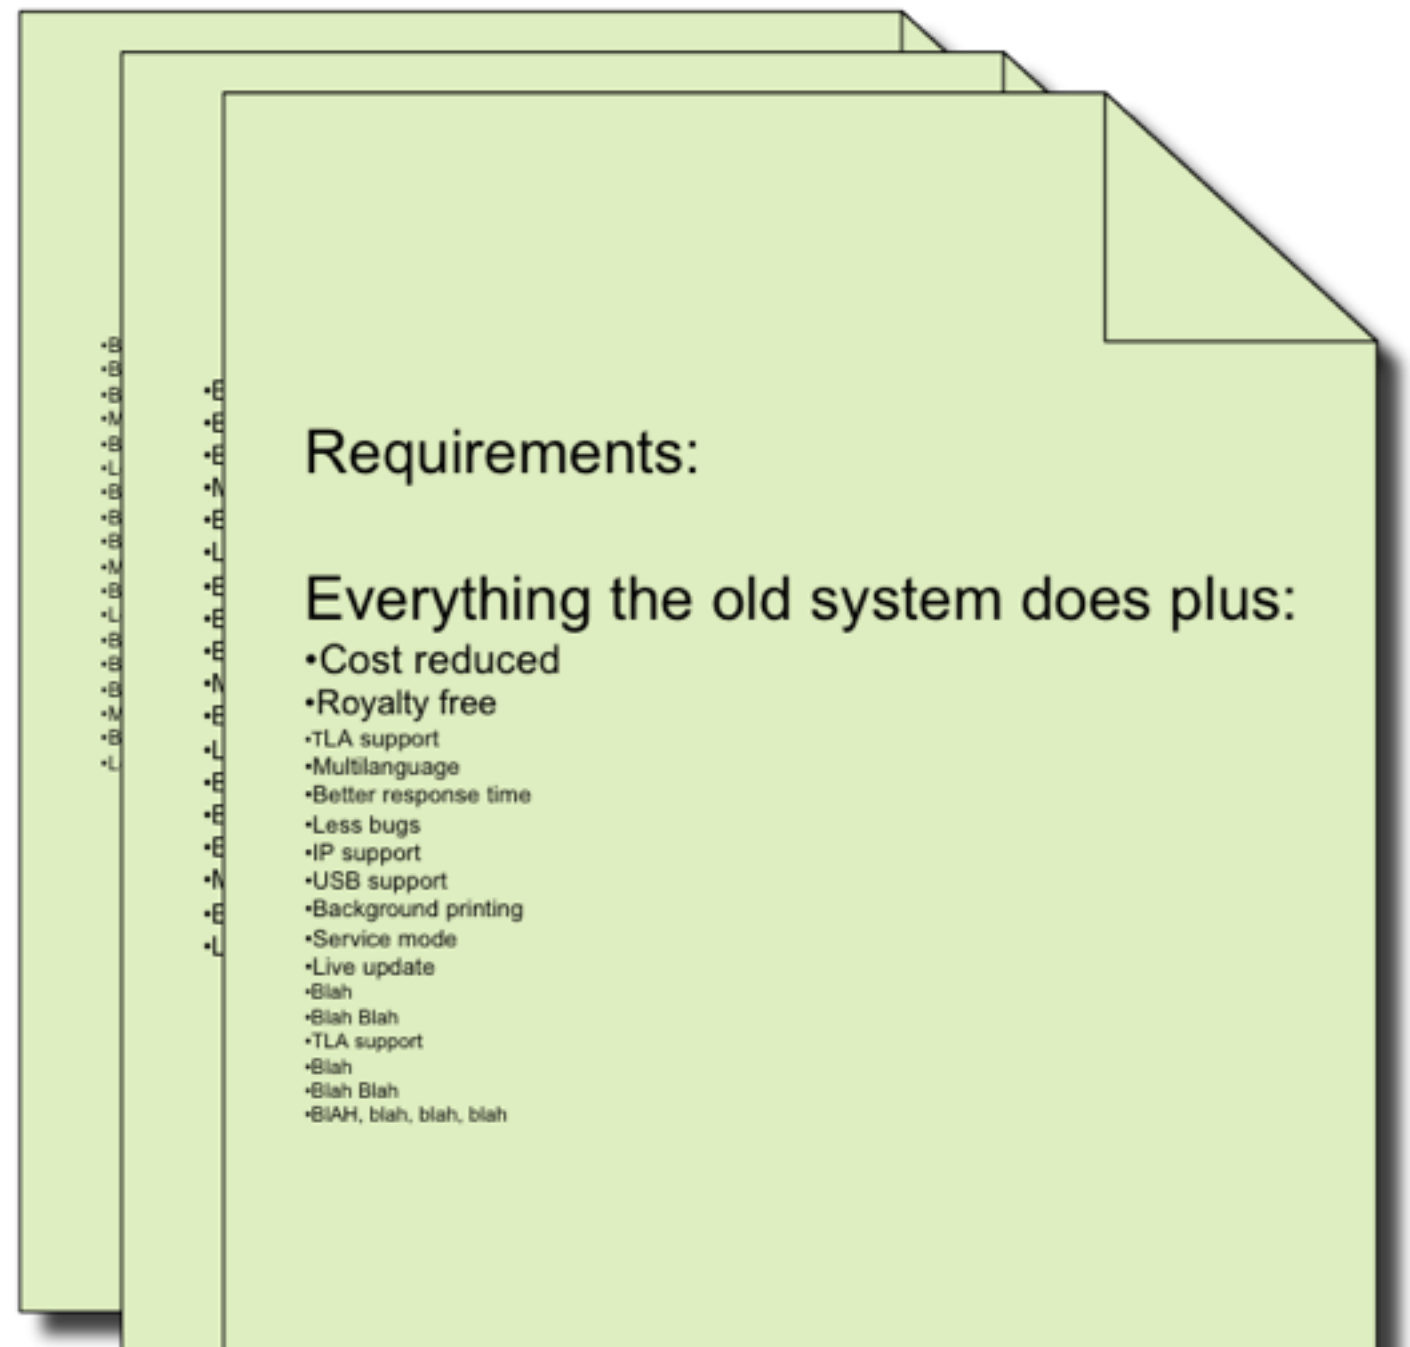 Requirements:
Everything the old system does plus:
•Cost reduced
•Royalty free
•TLA support
•Multilanguage
•Better response time
•Less bugs
•IP support
•USB support
•Background printing
•Service mode
•Live update
•Blah
•Blah Blah
•TLA support
•Blah
•Blah Blah
•BlAH, blah, blah, blah